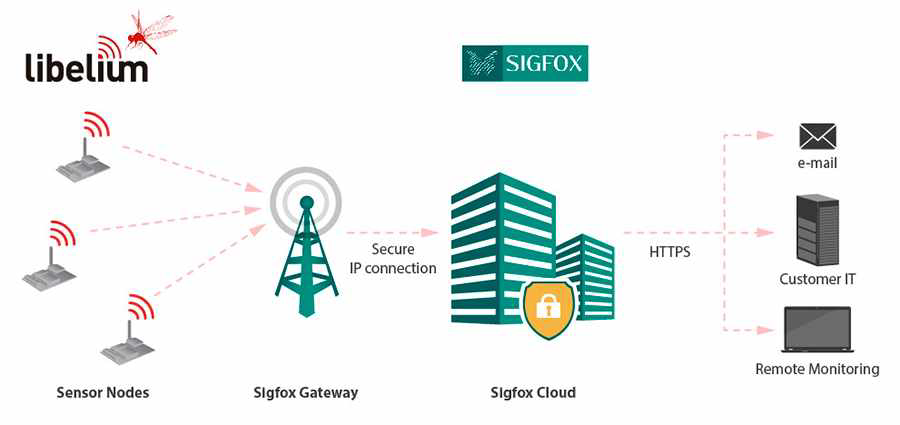 libelium
SIGFOX
e-mail
Secure
IP connection
HTTPS
Customer IT
Remote Monitoring
Sensor Nodes
Sigfox Gateway
Sigfox Cloud